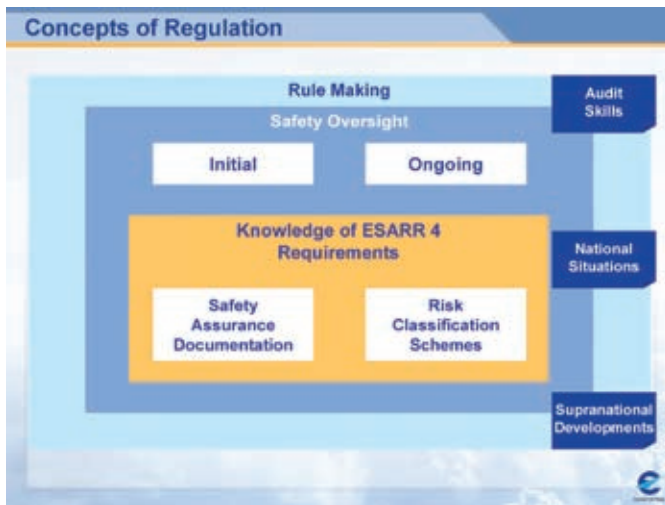 Concepts of Regulation
Rule Making
Audit
Skills
Safety Oversight
Initial
Ongoing
Knowledge of ESARR 4
Requirements
National
Situations
Safety
Assurance
Documentation
Risk
Classification
Schemes
Supranational
Developments